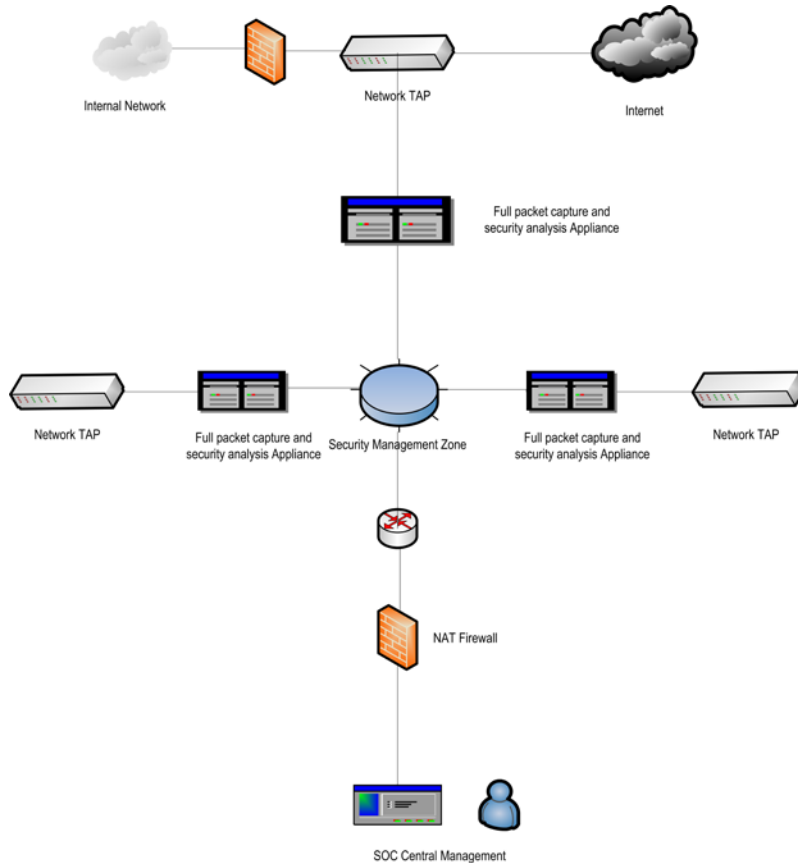 Internal Network
Network TAP
Internet
Full packet capture and
security analysis Appliance
Network TAP
Full packet capture and
security analysis Appliance
Security Management Zone
Full packet capture and
security analysis Appliance
Network TAP
NAT Firewall
SOC Central Management